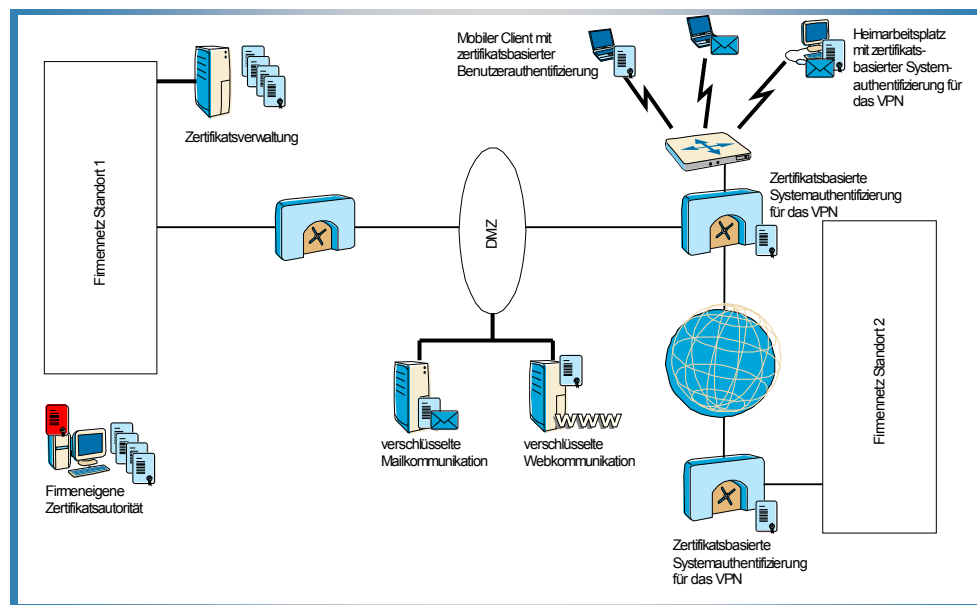 Mobiler Client mit
zertifikatsbasierter
Benutzerauthentifizierung
Heimarbeitsplatz
mit zertifikats-
basierter System-
authentifizierung für
das VPN
Firmennetz Standort 1
Zertifikatsverwaltung
DMZ
Zertifikatsbasierte
Systemauthentifizierung
für das VPN
Firmennetz Standort 2
WWW
verschlüsselte
Mailkommunikation
verschlüsselte
Webkommunikation
Firmeneigene
Zertifikatsautorität
Zertifikatsbasierte
Systemauthentifizierung
für das VPN